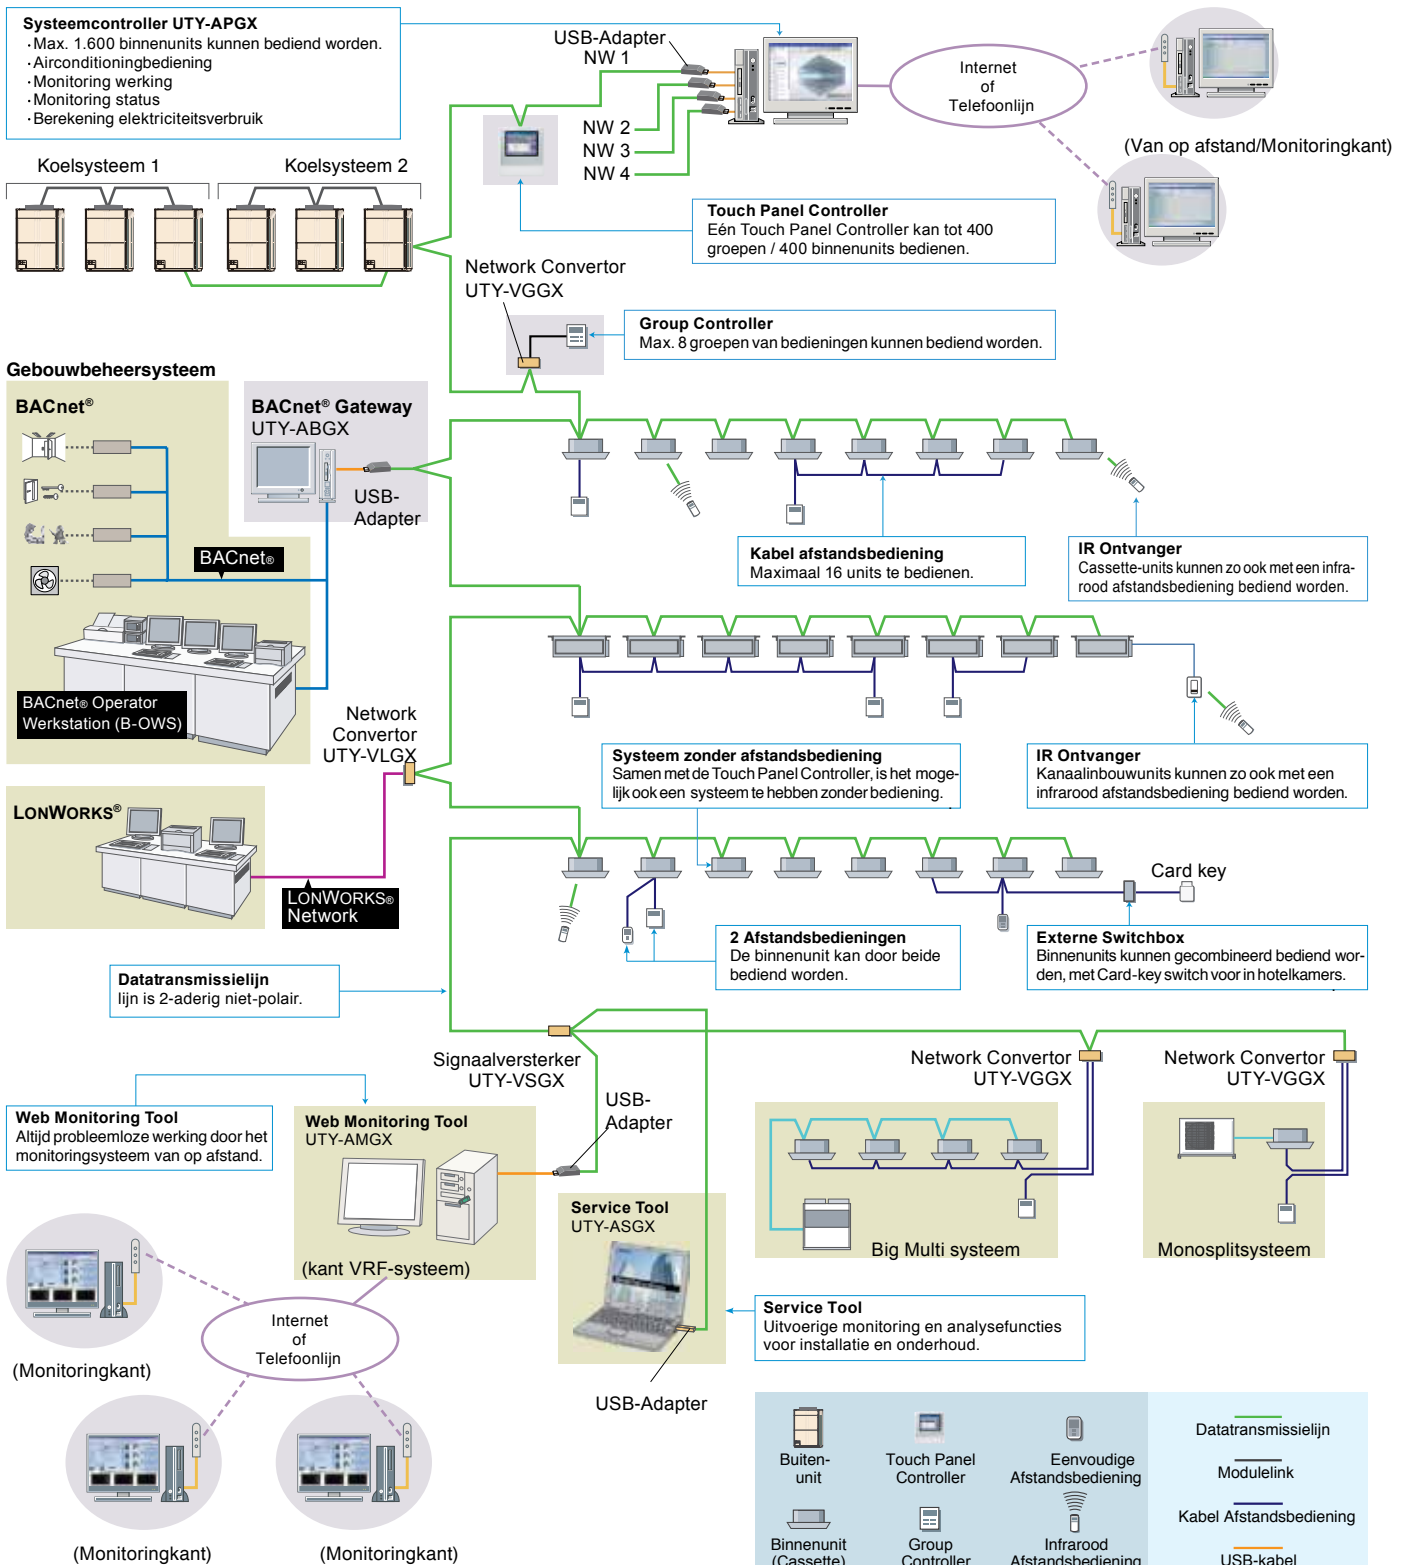 Systeemcontroller UTY-APGX
· Max. 1.600 binnenunits kunnen bediend worden.
· Airconditioningbediening
· Monitoring werking
· Monitoring status
· Berekening elektriciteitsverbruik
USB-Adapter
NW 1
NW 2
NW 3
NW 4
Internet
of
Telefoonlijn
(Van op afstand/Monitoringkant)
Koelsysteem 1
Koelsysteem 2
Touch Panel Controller
Eén Touch Panel Controller kan tot 400
groepen / 400 binnenunits bedienen.
Network Convertor
UTY-VGGX
Group Controller
Max. 8 groepen van bedieningen kunnen bediend worden.
Gebouwbeheersysteem
BACnet®
BACnet® Gateway
UTY-ABGX
USB-
Adapter
BACnet®
BACnet® Operator
Werkstation (B-OWS)
Kabel afstandsbediening
Maximaal 16 units te bedienen.
IR Ontvanger
Cassette-units kunnen zo ook met een infra-
rood afstandsbediening bediend worden.
Network
Convertor
UTY-VLGX
Systeem zonder afstandsbediening
Samen met de Touch Panel Controller, is het moge-
lijk ook een systeem te hebben zonder bediening.
IR Ontvanger
Kanaalinbouwunits kunnen zo ook met een
infrarood afstandsbediening bediend worden.
LONWORKS®
LONWORKS®
Network
Card key
2 Afstandsbedieningen
De binnenunit kan door beide
bediend worden.
Externe Switchbox
Binnenunits kunnen gecombineerd bediend wor-
den, met Card-key switch voor in hotelkamers.
Datatransmissielijn
lijn is 2-aderig niet-polair.
Signaalversterker
UTY-VSGX
Network Convertor
UTY-VGGX
Network Convertor
UTY-VGGX
Web Monitoring Tool
Altijd probleemloze werking door het
monitoringsysteem van op afstand.
Web Monitoring Tool
UTY-AMGX
(kant VRF-systeem)
USB-
Adapter
Service Tool
UTY-ASGX
Big Multi systeem
Monosplitsysteem
Internet
of
Telefoonlijn
(Monitoringkant)
Service Tool
Uitvoerige monitoring en analysefuncties
voor installatie en onderhoud.
USB-Adapter
(Monitoringkant)
(Monitoringkant)
Buiten-
unit
Touch Panel
Controller
Eenvoudige
Afstandsbediening
Datatransmissielijn
Modulelink
Kabel Afstandsbediening
Binnenunit
(Cassette)
Group
Controller
Infrarood
Afstandsbediening
USB-kabel